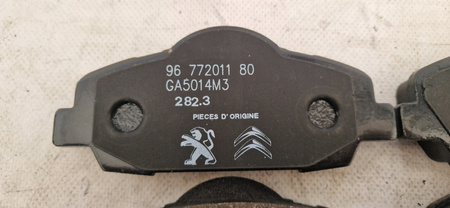 96 772011 80
GA5014M3
282.3
PIECES D' ORIGINE